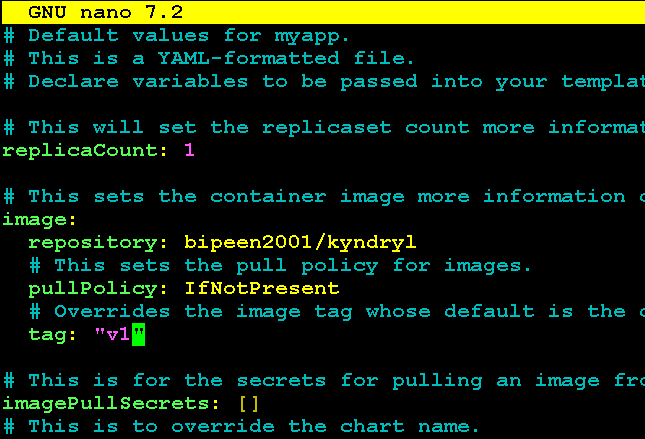 GNU nano 7.2
# Default values for myapp.
# This is a YAML-formatted file.
# Declare variables to be passed into your templat
# This will set the replicaset count more informat
replicaCount: 1
# This sets the container image more information o
image:
  repository: bipeen2001/kyndryl
  # This sets the pull policy for images.
  pullPolicy: IfNotPresent
  # Overrides the image tag whose default is the c
  tag: "v1"
# This is for the secrets for pulling an image fro
imagePullSecrets: []
# This is to override the chart name.